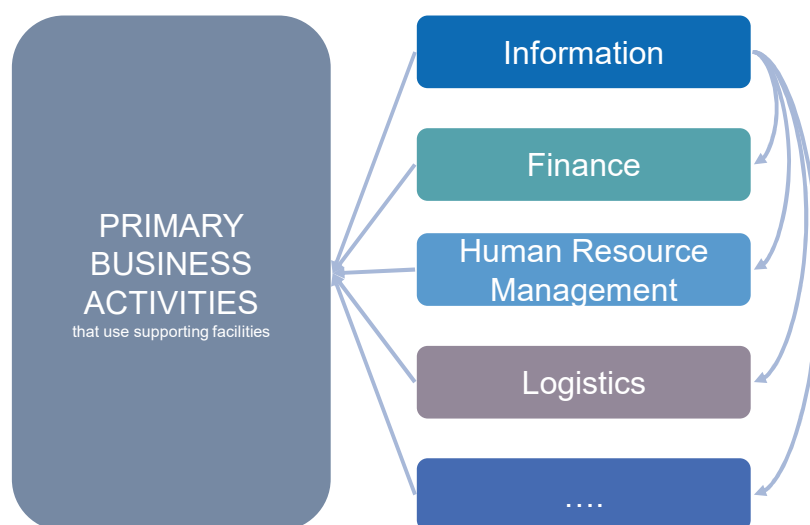 PRIMARY
BUSINESS
ACTIVITIES
that use supporting facilities
Information
Finance
Human Resource
Management
Logistics
....